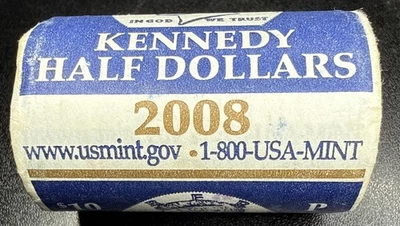 IN GOD WE TRUST
KENNEDY
HALF DOLLARS
2008
www.usmint.gov • 1-800-USA-MINT
$10 P